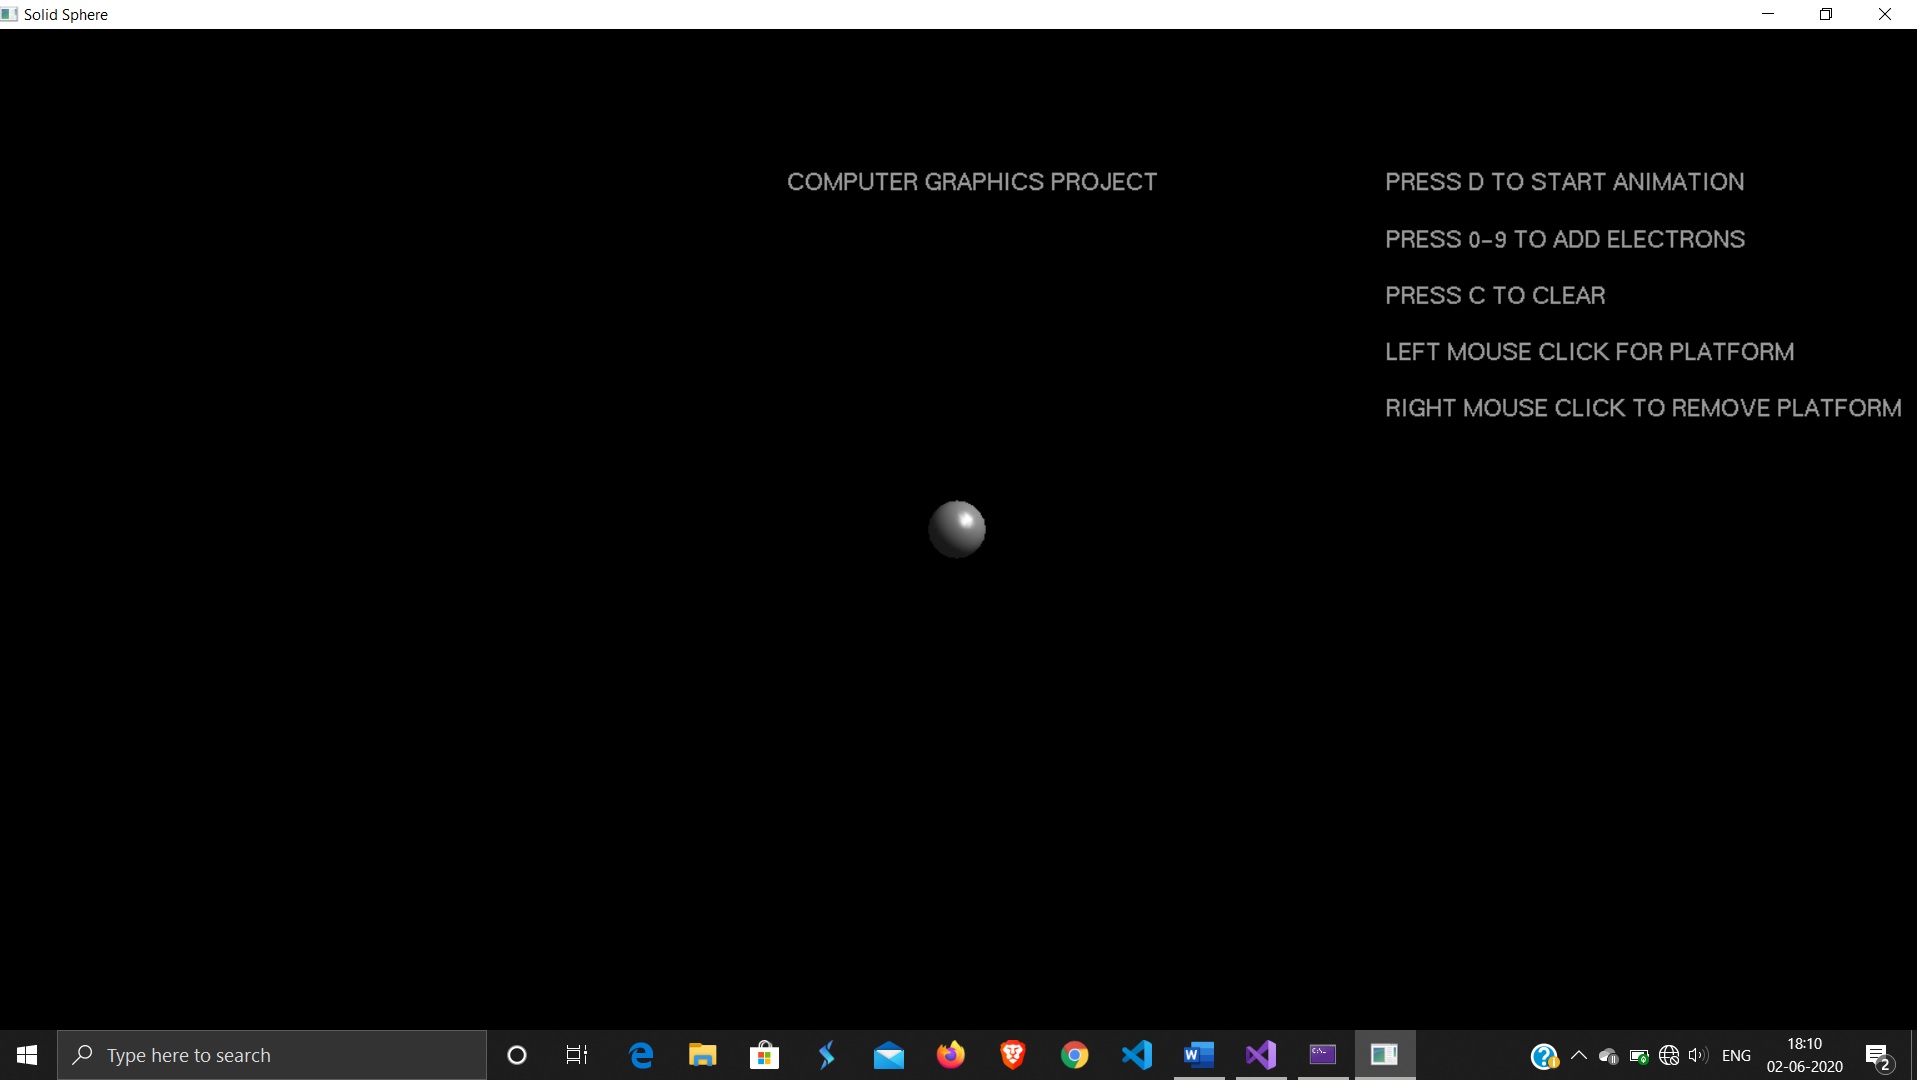 Solid Sphere
COMPUTER GRAPHICS PROJECT
PRESS D TO START ANIMATION
PRESS 0-9 TO ADD ELECTRONS
PRESS C TO CLEAR
LEFT MOUSE CLICK FOR PLATFORM
RIGHT MOUSE CLICK TO REMOVE PLATFORM
Type here to search
ENG
18:10
02-06-2020
2